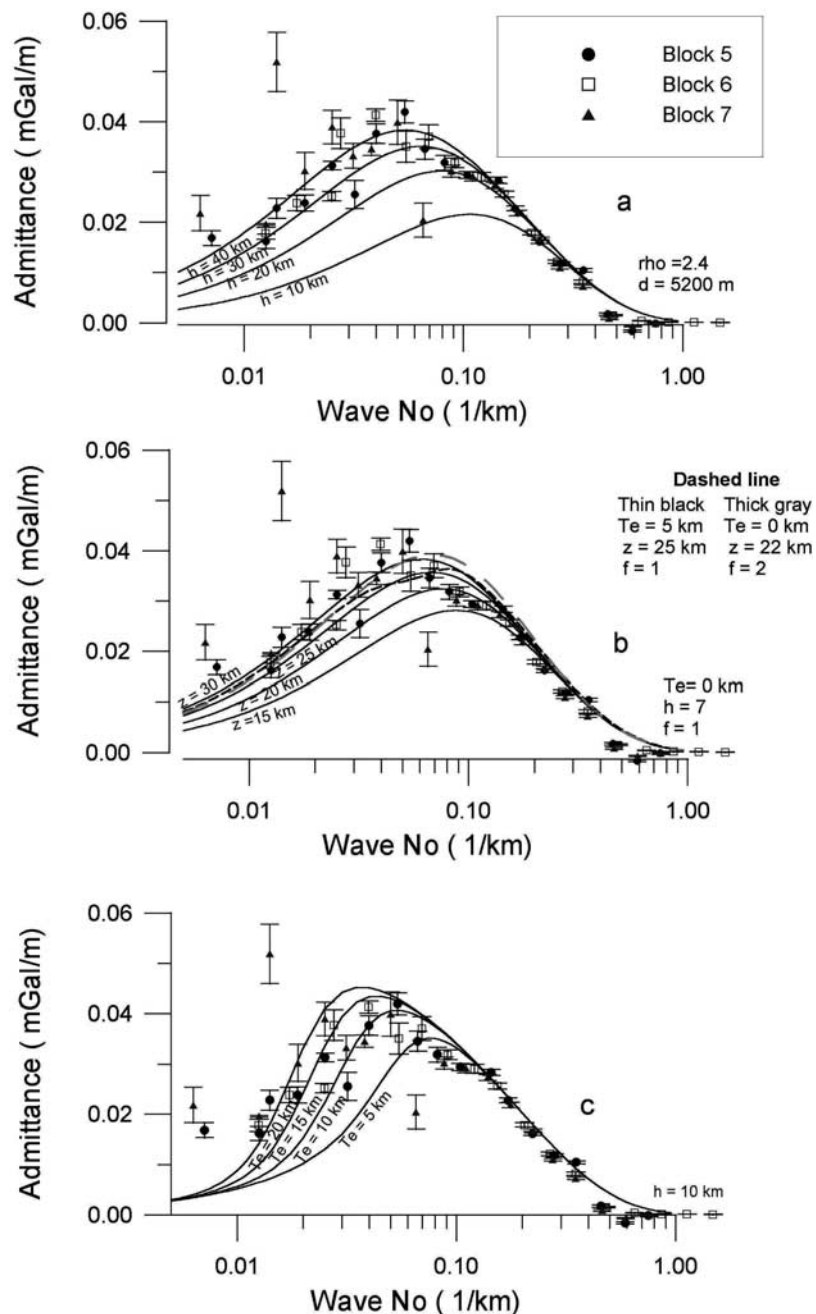 Admittance ( mGal/m)
0.06
0.04
0.02
0.00
Block 5
Block 6
Block 7
a
h = 40 km
h = 30 km
h = 20 km
h = 10 km
rho =2.4
d = 5200 m
0.01
0.10
1.00
Wave No ( 1/km)
Admittance ( mGal/m)
0.06
0.04
0.02
0.00
Dashed line
Thin black Thick gray
Te = 5 km Te = 0 km
z = 25 km z = 22 km
f = 1 f = 2
b
z = 30 km
z = 25 km
z = 20 km
z =15 km
Te= 0 km
h = 7
f = 1
0.01
0.10
1.00
Wave No ( 1/km)
Admittance ( mGal/m)
0.06
0.04
0.02
0.00
Te = 20 km
Te = 15 km
Te = 10 km
Te = 5 km
c
h = 10 km
0.01
0.10
1.00
Wave No ( 1/km)